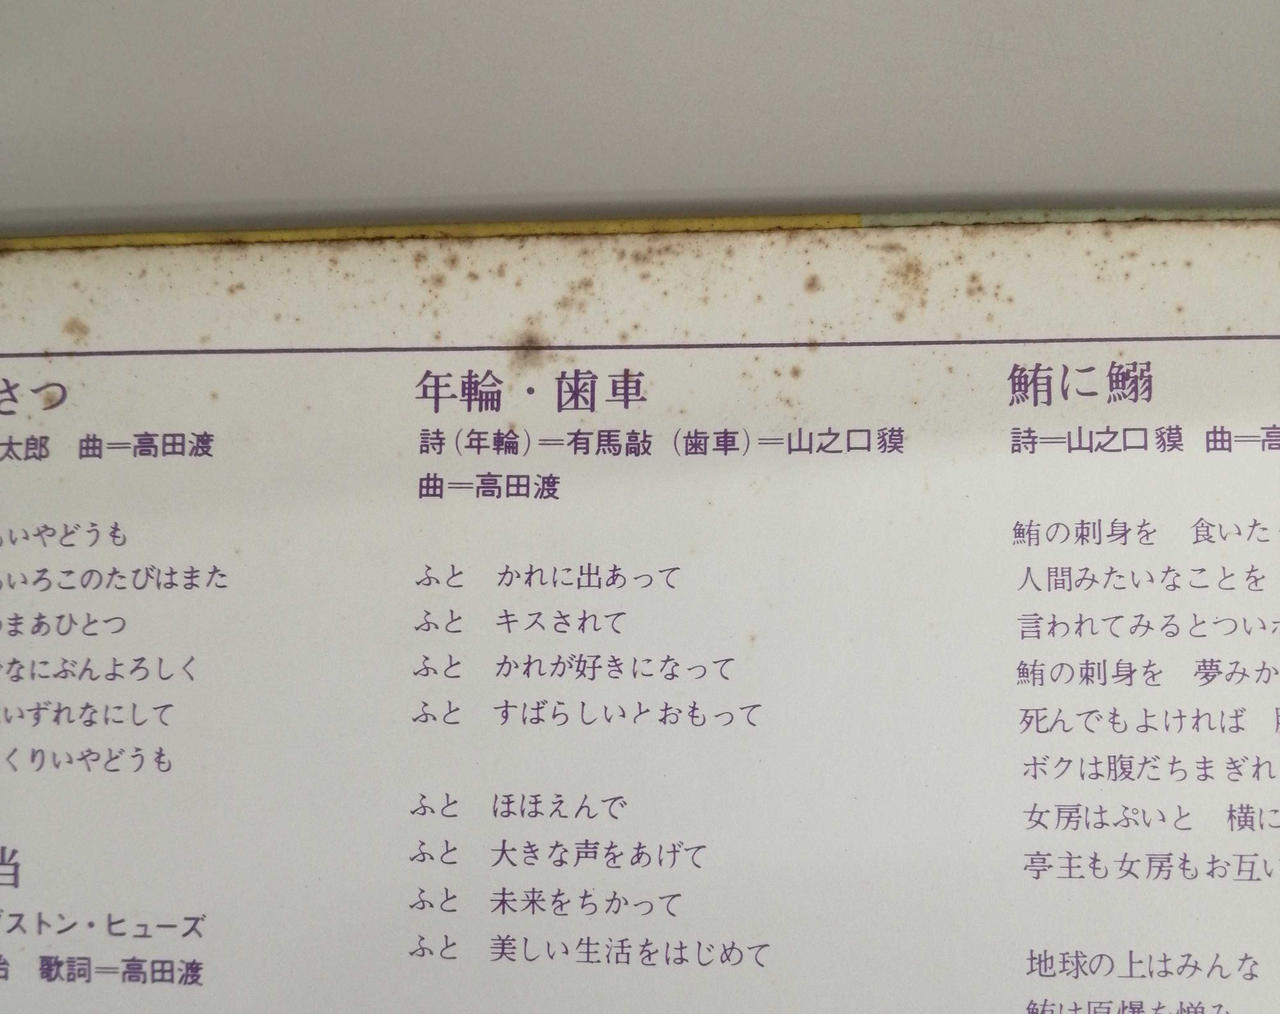 さつ
太郎 曲＝高田渡
いやどうも
いろこのたびはまた
まあひとつ
なにぶんよろしく
いずれなにして
くりいやどうも
当
ストン・ヒューズ
歌詞＝高田渡
年輪・歯車
詩(年輪)＝有馬敲 (歯車)＝山之口貘
曲＝高田渡
ふと かれに出あって
ふと キスされて
ふと かれが好きになって
ふと すばらしいとおもって
ふと ほほえんで
ふと 大きな声をあげて
ふと 未来をちかって
ふと 美しい生活をはじめて
鮪に鰯
詩＝山之口貘 曲＝高
鮪の刺身を 食いた
人間みたいなことを
言われてみるとつい
鮪の刺身を 夢みか
死んでもよければ
ボクは腹だちまぎれ
女房はぷいと 横に
亭主も女房もお互い
地球の上はみんな
鮪は原爆を憎み